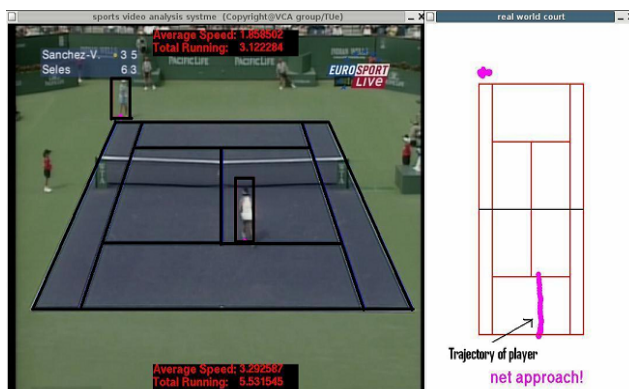 sports video analysis systme (Copyright@VCA group/TUe)
real world court
Average Speed: 1.858502
Total Running: 3.122284
Sanchez-V. 3 5
Seles 6 3
EUROSPORT
LIVE
PACIFIC LIFE
Trajectory of player
net approach!
Average Speed: 3.292587
Total Running: 5.531545